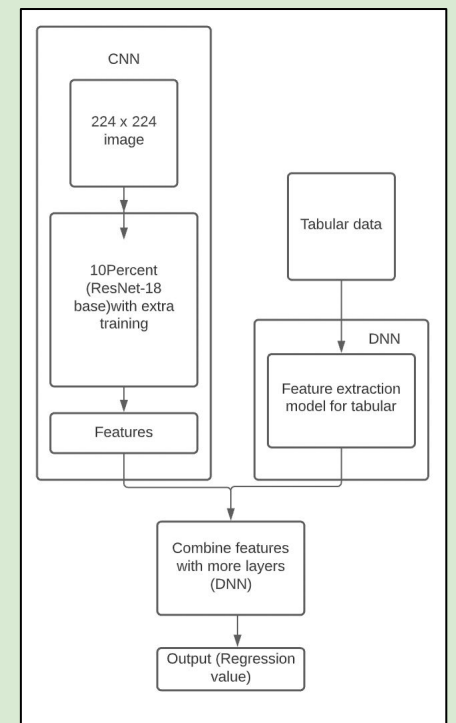 CNN
224 x 224
image
10Percent
(ResNet-18
base)with extra
training
Features
Tabular data
DNN
Feature extraction
model for tabular
Combine features
with more layers
(DNN)
Output (Regression
value)